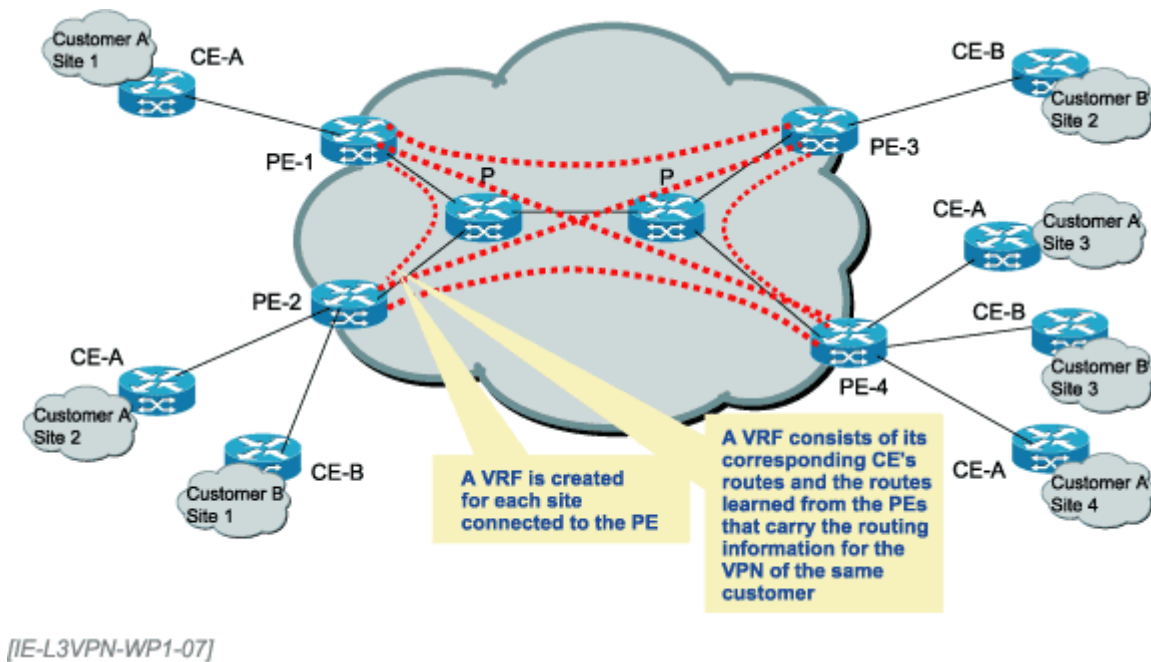 Customer A
Site 1
CE-A
PE-1
P
P
PE-3
CE-B
Customer B
Site 2
CE-A
Customer A
Site 3
PE-2
CE-B
Customer B
Site 3
PE-4
CE-A
Customer A
Site 2
CE-B
Customer B
Site 1
CE-A
Customer A
Site 4
A VRF is created
for each site
connected to the PE
A VRF consists of its
corresponding CE's
routes and the routes
learned from the PEs
that carry the routing
information for the
VPN of the same
customer
[IE-L3VPN-WP1-07]